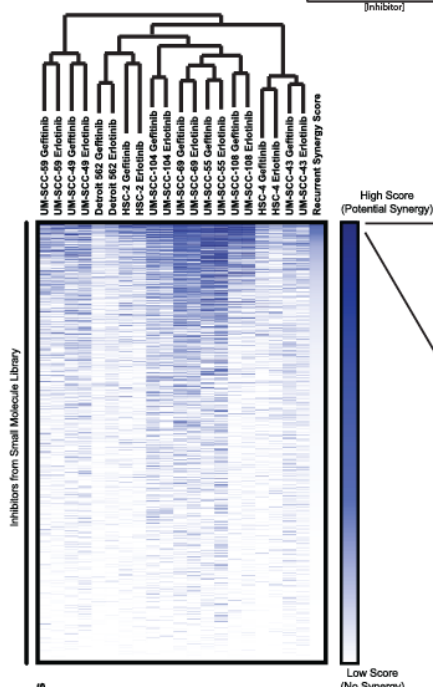 [Inhibitor]
UM-SCC-59 Gefitinib
UM-SCC-59 Erlotinib
UM-SCC-49 Gefitinib
UM-SCC-49 Erlotinib
Detroit 562 Gefitinib
Detroit 562 Erlotinib
HSC-2 Gefitinib
HSC-2 Erlotinib
UM-SCC-104 Gefitinib
UM-SCC-104 Erlotinib
UM-SCC-69 Gefitinib
UM-SCC-69 Erlotinib
UM-SCC-55 Gefitinib
UM-SCC-55 Erlotinib
UM-SCC-108 Gefitinib
UM-SCC-108 Erlotinib
HSC-4 Gefitinib
HSC-4 Erlotinib
UM-SCC-43 Gefitinib
UM-SCC-43 Erlotinib
Recurrent Synergy Score
High Score
(Potential Synergy)
Inhibitors from Small Molecule Library
Low Score
(No Synergy)